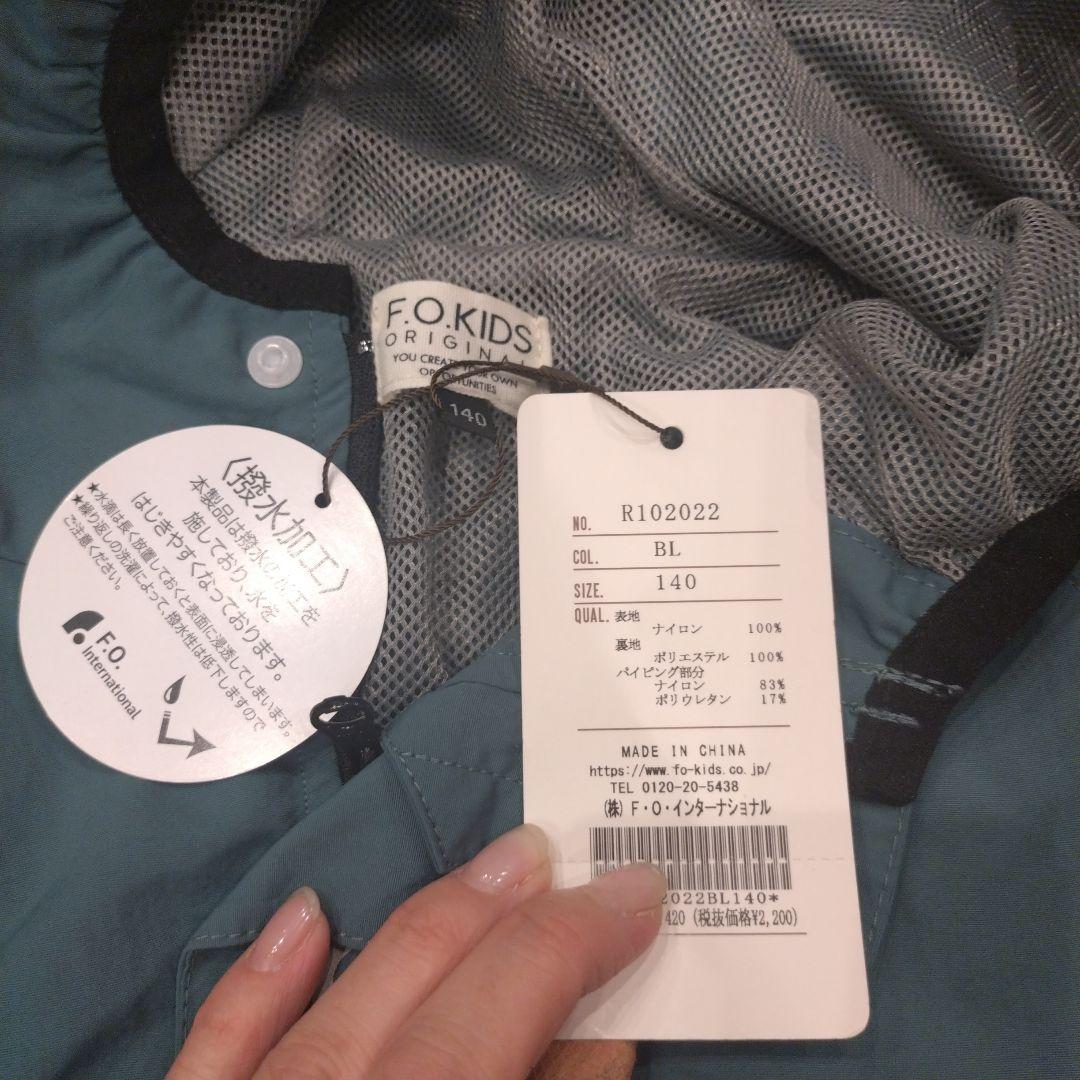 F.O.KIDS
ORIGINA
YOU CREATE YOUR OWN
OPPORTUNITIES
140
〈撥水加工〉
本製品は撥水加工を
施しており、水を
はじきやすくなっております。
★水滴は長く放置しておくと表面に浸透してしまいます。
★繰り返しの洗濯によって、撥水性は低下しますので
ご注意ください。
F.O.
International
NO. R102022
COL. BL
SIZE. 140
QUAL. 表地
ナイロン 100%
裏地
ポリエステル 100%
パイピング部分
ナイロン 83%
ポリウレタン 17%
MADE IN CHINA
https://www.fo-kids.co.jp/
TEL 0120-20-5438
(株) F・O・インターナショナル
2022BL140*
420 (税抜価格¥2,200)